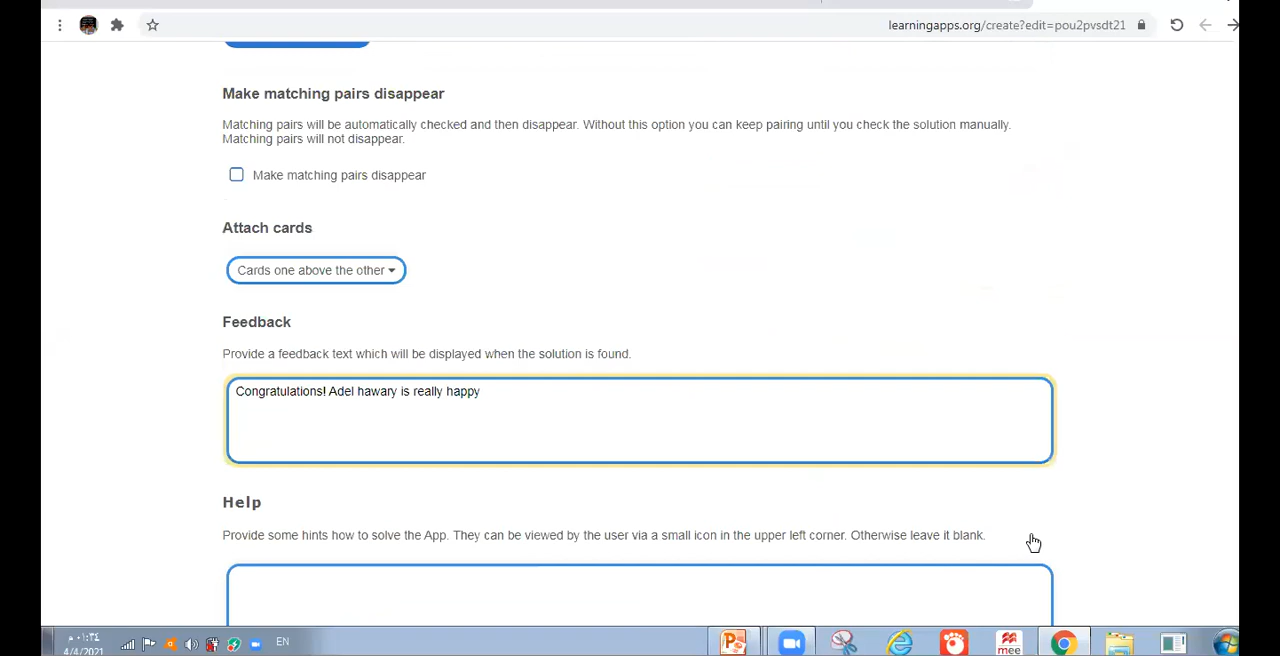 learningapps.org/create?edit=pou2pvsdt21
Make matching pairs disappear
Matching pairs will be automatically checked and then disappear. Without this option you can keep pairing until you check the solution manually.
Matching pairs will not disappear.
Make matching pairs disappear
Attach cards
Cards one above the other
Feedback
Provide a feedback text which will be displayed when the solution is found.
Congratulations! Adel hawary is really happy
Help
Provide some hints how to solve the App. They can be viewed by the user via a small icon in the upper left corner. Otherwise leave it blank.
م ٠١:٣٤
4/4/2021
EN
mee